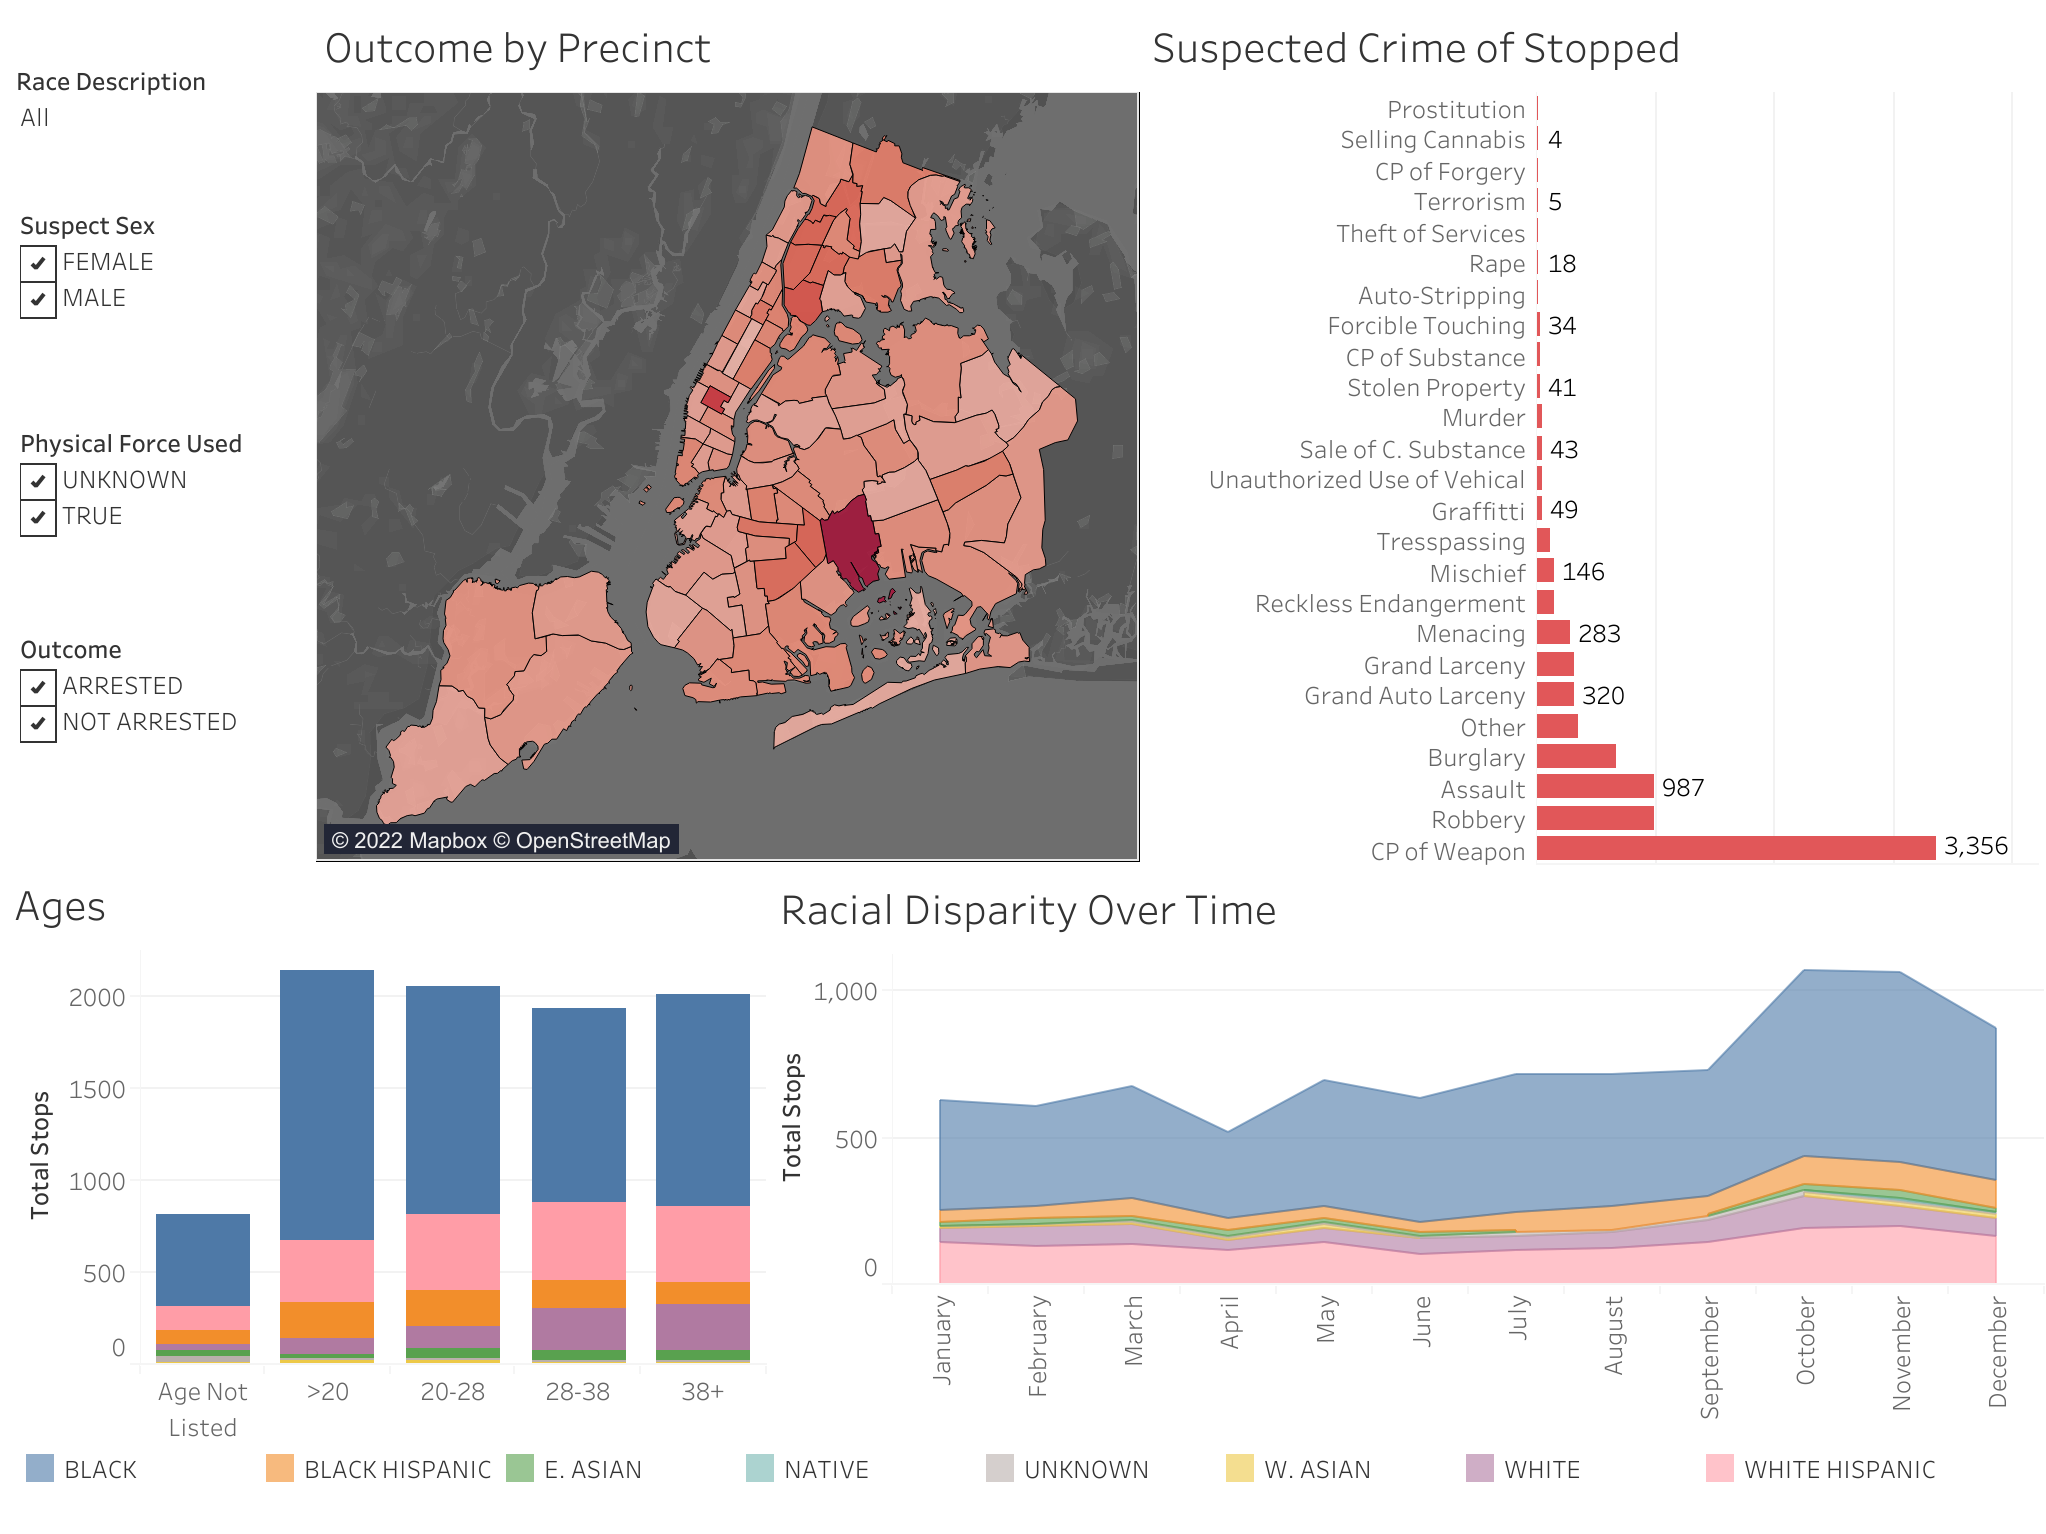 Race Description
All
Suspect Sex
FEMALE
MALE
Physical Force Used
UNKNOWN
TRUE
Outcome
ARRESTED
NOT ARRESTED
Outcome by Precinct
© 2022 Mapbox © OpenStreetMap
Suspected Crime of Stopped
Prostitution
Selling Cannabis 4
CP of Forgery
Terrorism 5
Theft of Services
Rape 18
Auto-Stripping
Forcible Touching 34
CP of Substance
Stolen Property 41
Murder
Sale of C. Substance 43
Unauthorized Use of Vehical
Graffitti 49
Tresspassing
Mischief 146
Reckless Endangerment
Menacing 283
Grand Larceny
Grand Auto Larceny 320
Other
Burglary
Assault 987
Robbery
CP of Weapon 3,356
Ages
Total Stops
2000
1500
1000
500
0
Age Not
Listed
>20
20-28
28-38
38+
Racial Disparity Over Time
Total Stops
1,000
500
0
January
February
March
April
May
June
July
August
September
October
November
December
BLACK
BLACK HISPANIC
E. ASIAN
NATIVE
UNKNOWN
W. ASIAN
WHITE
WHITE HISPANIC